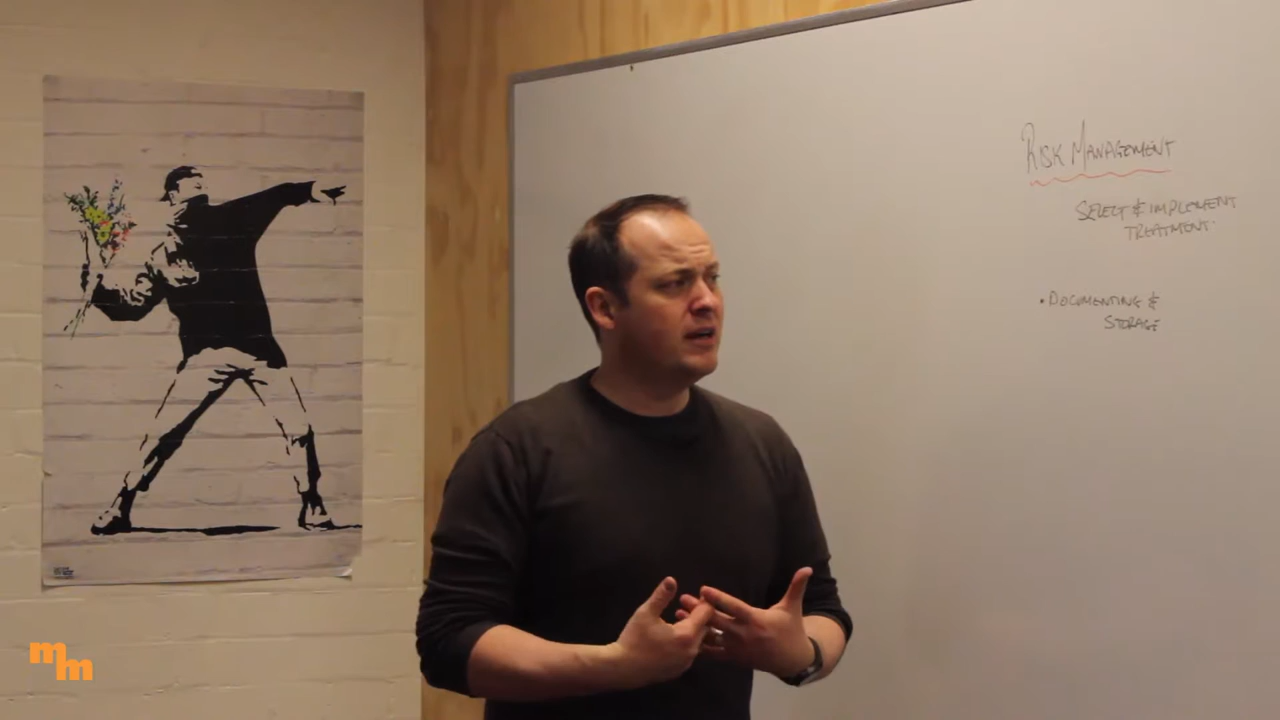 RISK MANAGEMENT
SELECT & IMPLEMENT
TREATMENT.
• DOCUMENTING &
STORAGE
mm